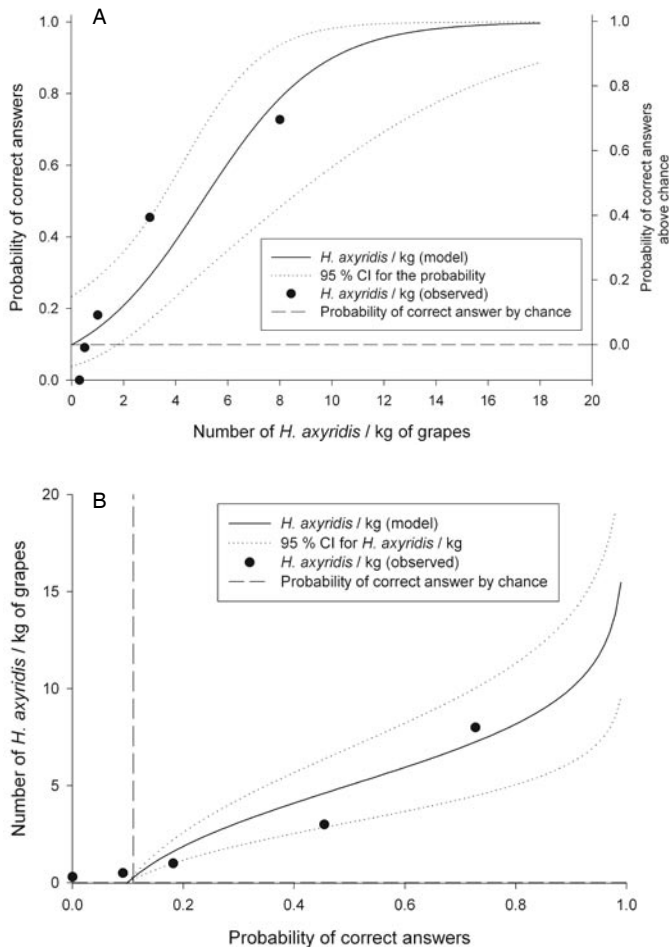 A
Probability of correct answers
1.0
0.8
0.6
0.4
0.2
0.0
1.0
0.8
0.6
0.4
0.2
0.0
Probability of correct answers
above chance
H. axyridis / kg (model)
95 % CI for the probability
H. axyridis / kg (observed)
Probability of correct answer by chance
0 2 4 6 8 10 12 14 16 18 20
Number of H. axyridis / kg of grapes
B
Number of H. axyridis / kg of grapes
20
15
10
5
0
H. axyridis / kg (model)
95 % CI for H. axyridis / kg
H. axyridis / kg (observed)
Probability of correct answer by chance
0.0 0.2 0.4 0.6 0.8 1.0
Probability of correct answers